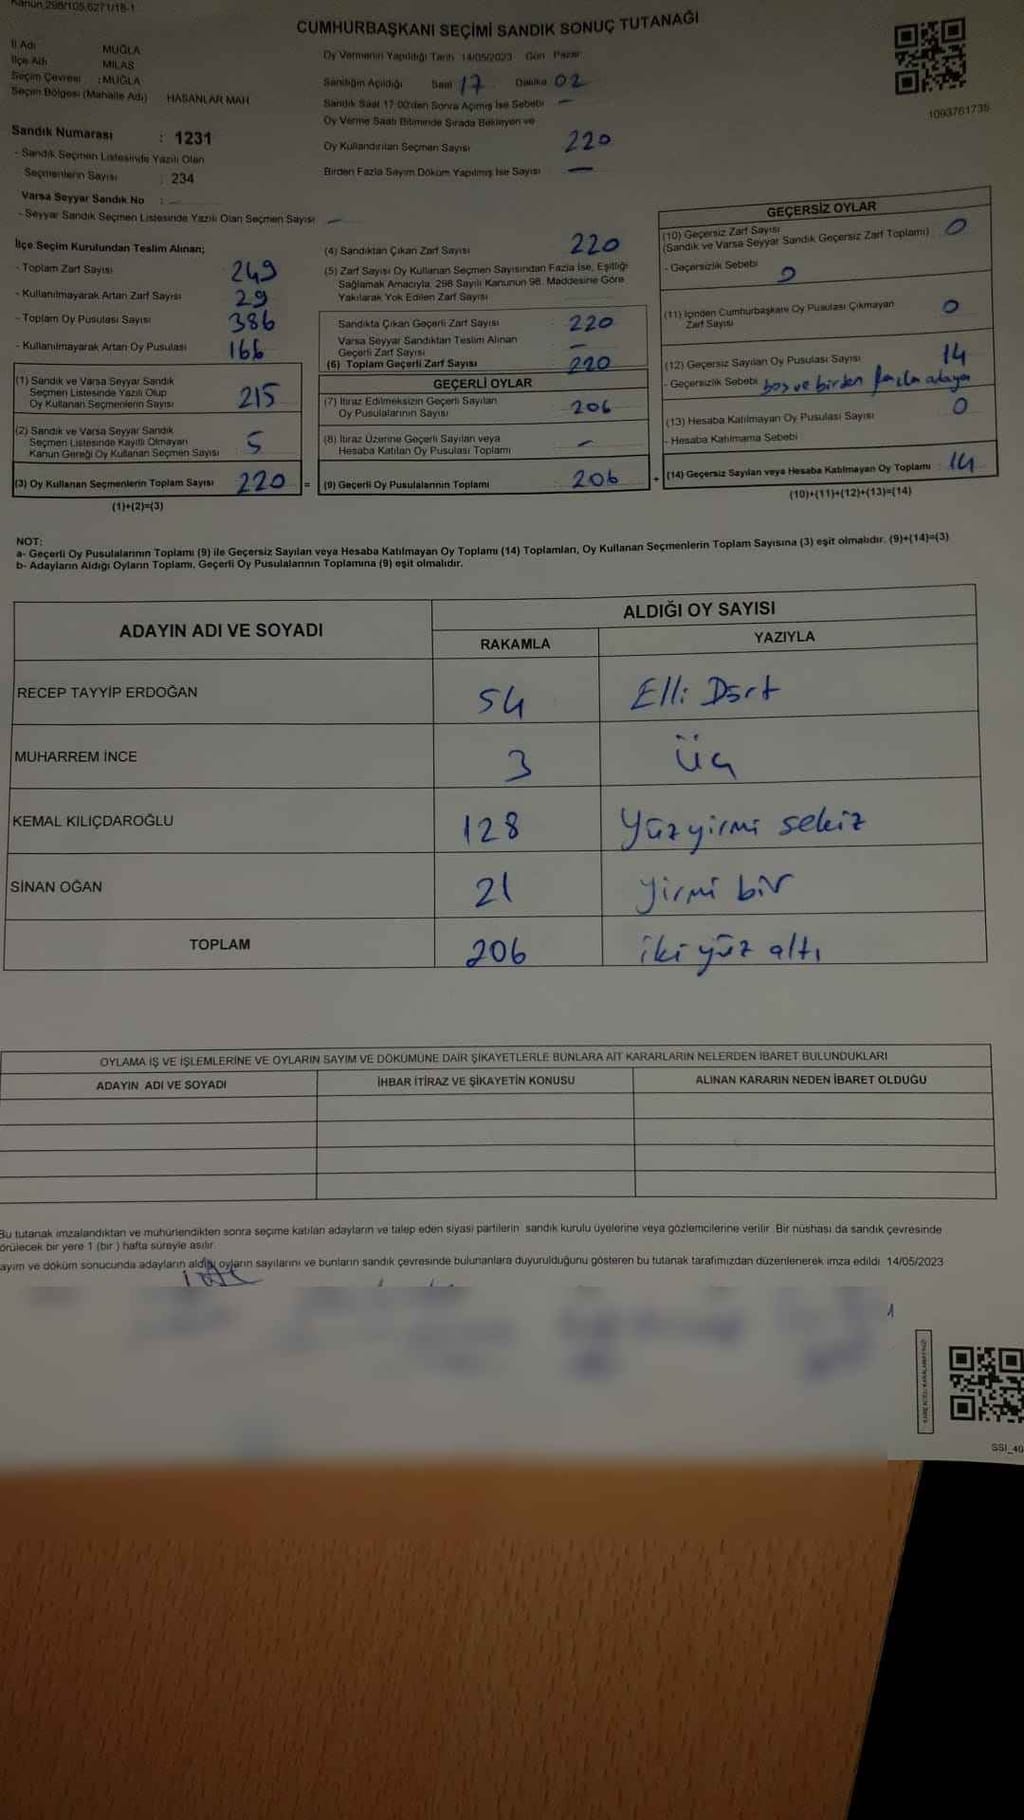 Kanun 298/105,6271/18-1
CUMHURBAŞKANI SEÇİMİ SANDIK SONUÇ TUTANAĞI
İl Adı MUĞLA
İlçe Adı MİLAS
Seçim Çevresi :MUĞLA
Seçim Bölgesi (Mahalle Adı) HASANLAR MAH
Oy Vermenin Yapıldığı Tarih 14/05/2023 Gün Pazar
Sandığın Açıldığı Saat 17 Dakika 02
Sandık Saat 17:00'den Sonra Açımış İse Sebebi -
Oy Verme Saati Bitiminde Sırada Bekleyen ve
Oy Kullandırılan Seçmen Sayısı 220
Birden Fazla Sayım Döküm Yapılmış İse Sayısı -
1093761735
Sandık Numarası : 1231
- Sandık Seçmen Listesinde Yazılı Olan
Seçmenlerin Sayısı : 234
Varsa Seyyar Sandık No : -
- Seyyar Sandık Seçmen Listesinde Yazılı Olan Seçmen Sayısı -
İlçe Seçim Kurulundan Teslim Alınan;
- Toplam Zarf Sayısı 249
- Kullanılmayarak Artan Zarf Sayısı 29
- Toplam Oy Pusulası Sayısı 386
- Kullanılmayarak Artan Oy Pusulası 166
(1) Sandık ve Varsa Seyyar Sandık
Seçmen Listesinde Yazılı Olup
Oy Kullanan Seçmenlerin Sayısı 215
(2) Sandık ve Varsa Seyyar Sandık
Seçmen Listesinde Kayıtlı Olmayan
Kanun Gereği Oy Kullanan Seçmen Sayısı 5
(3) Oy Kullanan Seçmenlerin Toplam Sayısı 220 =
(1)+(2)=(3)
(4) Sandıktan Çıkan Zarf Sayısı 220
(5) Zarf Sayısı Oy Kullanan Seçmen Sayısından Fazla İse, Eşitliği
Sağlamak Amacıyla, 298 Sayılı Kanunun 98. Maddesine Göre
Yakılarak Yok Edilen Zarf Sayısı
Sandıkta Çıkan Geçerli Zarf Sayısı 220
Varsa Seyyar Sandıktan Teslim Alınan
Geçerli Zarf Sayısı -
(6) Toplam Geçerli Zarf Sayısı 220
GEÇERLİ OYLAR
(7) İtiraz Edilmeksizin Geçerli Sayılan
Oy Pusulalarının Sayısı 206
(8) İtiraz Üzerine Geçerli Sayılan veya
Hesaba Katılan Oy Pusulası Toplamı -
(9) Geçerli Oy Pusulalarının Toplamı 206 +
GEÇERSİZ OYLAR
(10) Geçersiz Zarf Sayısı
(Sandık ve Varsa Seyyar Sandık Geçersiz Zarf Toplamı) 0
- Geçersizlik Sebebi 0
(11) İçinden Cumhurbaşkanı Oy Pusulası Çıkmayan
Zarf Sayısı 0
(12) Geçersiz Sayılan Oy Pusulası Sayısı 14
- Geçersizlik Sebebi boş ve birden fazla adaya
(13) Hesaba Katılmayan Oy Pusulası Sayısı 0
- Hesaba Katılmama Sebebi
(14) Geçersiz Sayılan veya Hesaba Katılmayan Oy Toplamı : 14
(10)+(11)+(12)+(13)=(14)
NOT:
a- Geçerli Oy Pusulalarının Toplamı (9) ile Geçersiz Sayılan veya Hesaba Katılmayan Oy Toplamı (14) Toplamları, Oy Kullanan Seçmenlerin Toplam Sayısına (3) eşit olmalıdır. (9)+(14)=(3)
b- Adayların Aldığı Oyların Toplamı, Geçerli Oy Pusulalarının Toplamına (9) eşit olmalıdır.
ADAYIN ADI VE SOYADI
ALDIĞI OY SAYISI
RAKAMLA YAZIYLA
RECEP TAYYİP ERDOĞAN 54 Elli Dört
MUHARREM İNCE 3 üç
KEMAL KILIÇDAROĞLU 128 Yüzyirmi sekiz
SİNAN OĞAN 21 Yirmi bir
TOPLAM 206 iki yüz altı
OYLAMA İŞ VE İŞLEMLERİNE VE OYLARIN SAYIM VE DÖKÜMÜNE DAİR ŞİKAYETLERLE BUNLARA AİT KARARLARIN NELERDEN İBARET BULUNDUKLARI
ADAYIN ADI VE SOYADI İHBAR İTİRAZ VE ŞİKAYETİN KONUSU ALINAN KARARIN NEDEN İBARET OLDUĞU
Bu tutanak imzalandıktan ve mühürlendikten sonra seçime katılan adayların ve talep eden siyasi partilerin sandık kurulu üyelerine veya gözlemcilerine verilir. Bir nüshası da sandık çevresinde
örülecek bir yere 1 (bir ) hafta süreyle asılır.
ayım ve döküm sonucunda adayların aldığı oyların sayılarını ve bunların sandık çevresinde bulunanlara duyurulduğunu gösteren bu tutanak tarafımızdan düzenlenerek imza edildi 14/05/2023
1
SSI_40